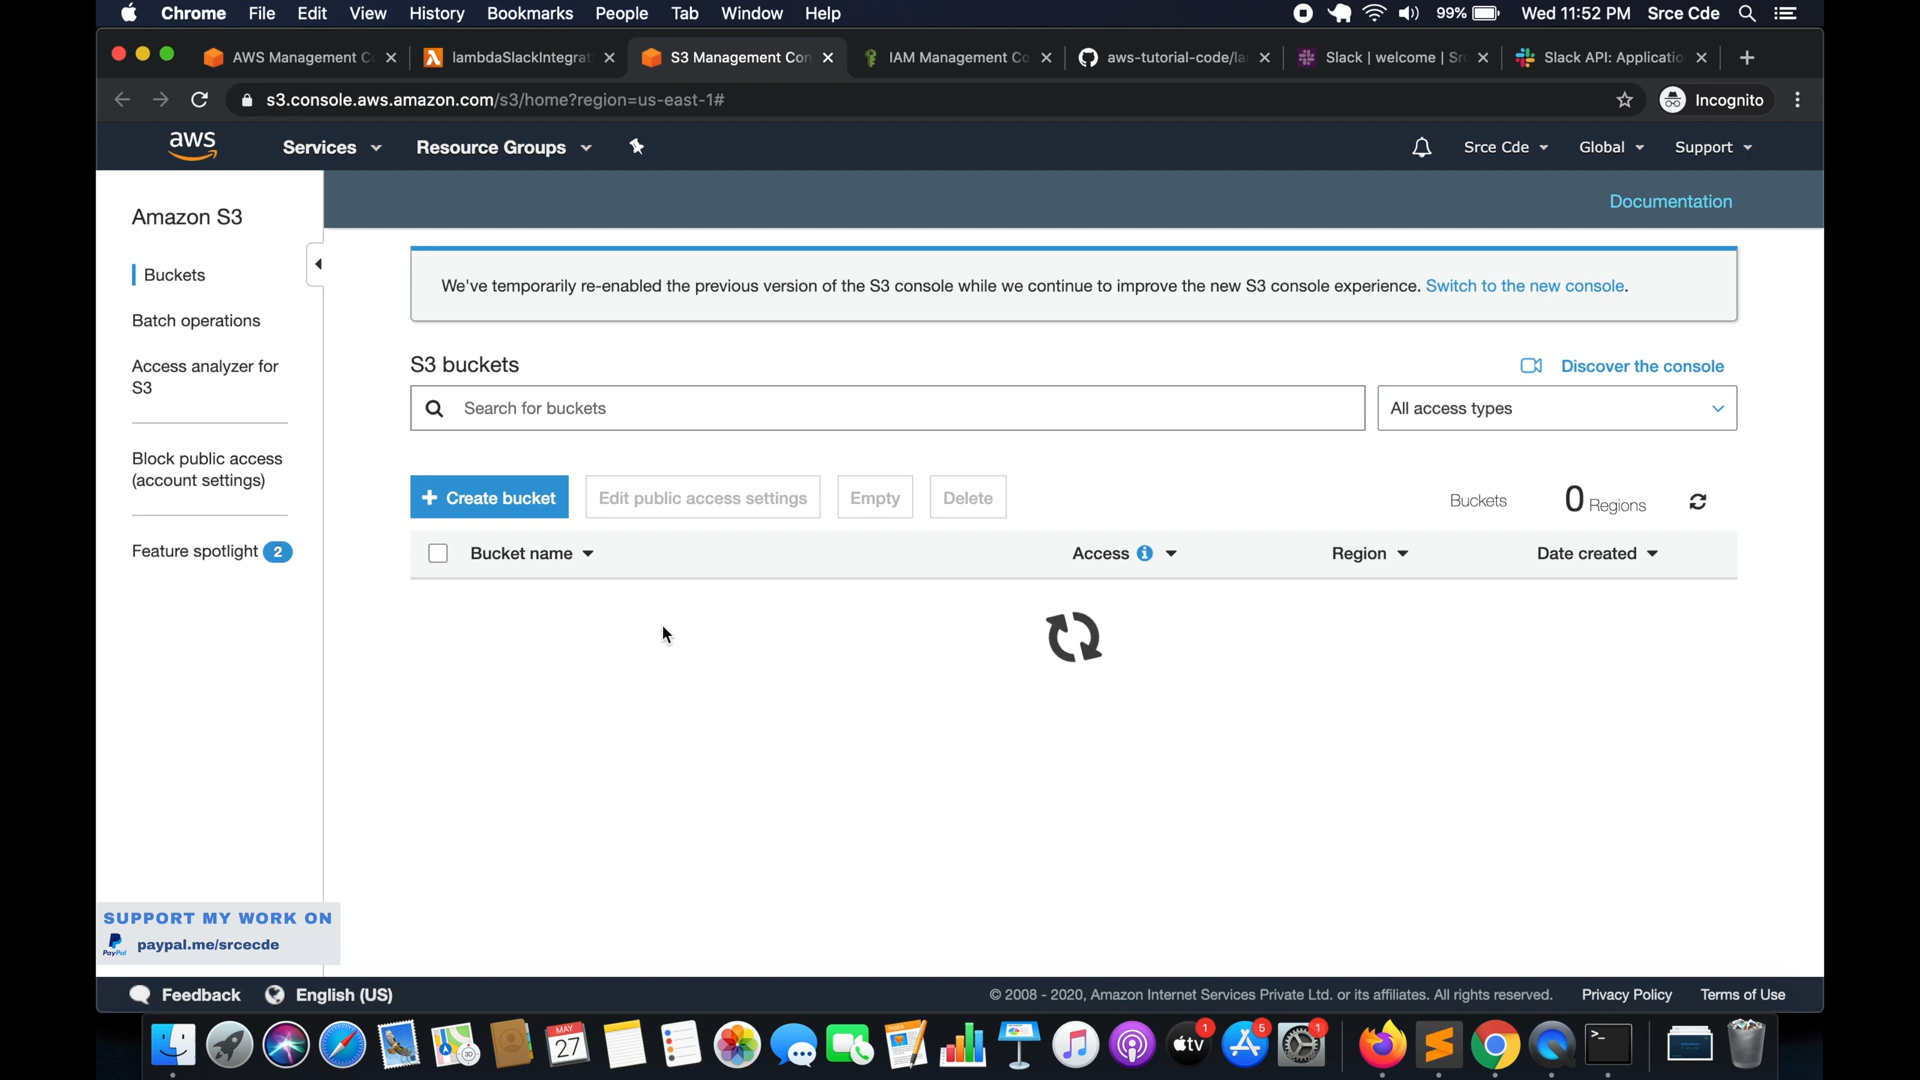 Chrome File Edit View History Bookmarks People Tab Window Help 99% Wed 11:52 PM Srce Cde
AWS Management C lambdaSlackIntegrat S3 Management Con IAM Management Co aws-tutorial-code/la Slack | welcome | Sr Slack API: Applicatio
s3.console.aws.amazon.com/s3/home?region=us-east-1# Incognito
aws Services Resource Groups Srce Cde Global Support
Amazon S3
Documentation
Buckets
We've temporarily re-enabled the previous version of the S3 console while we continue to improve the new S3 console experience. Switch to the new console.
Batch operations
Access analyzer for
S3
S3 buckets Discover the console
Search for buckets All access types
Block public access
(account settings)
+ Create bucket Edit public access settings Empty Delete Buckets 0 Regions
Feature spotlight 2
Bucket name Access Region Date created
SUPPORT MY WORK ON
PayPal paypal.me/srcecde
Feedback English (US) © 2008 - 2020, Amazon Internet Services Private Ltd. or its affiliates. All rights reserved. Privacy Policy Terms of Use
MAY
27
3D
tv
1
5
1